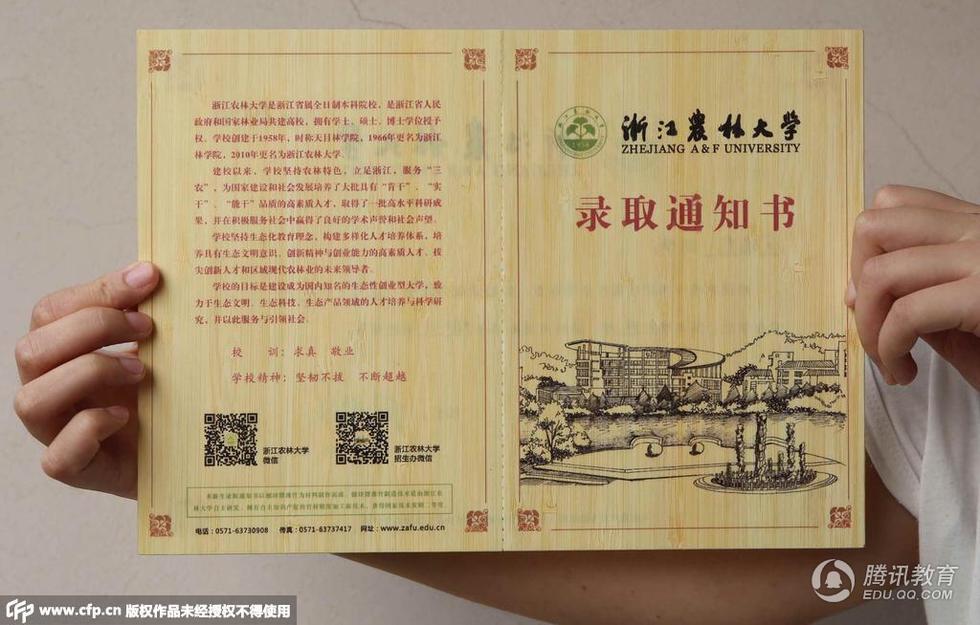 浙江农林大学是浙江省属全日制本科院校，是浙江省人民
政府和国家林业局共建高校，拥有学士、硕士、博士学位授予
权。学校创建于1958年，时称天目林学院，1966年更名为浙江
林学院，2010年更名为浙江农林大学。
建校以来，学校坚持农林特色，立足浙江，服务“三
农”，为国家建设和社会发展培养了大批具有“肯干”、“实
干”、“能干”品质的高素质人才，取得了一批高水平科研成
果，并在积极服务社会中赢得了良好的学术声誉和社会声望。
学校坚持生态化教育理念，构建多样化人才培养体系，培
养具有生态文明意识、创新精神与创业能力的高素质人才、拔
尖创新人才和区域现代农林业的未来领导者。
学校的目标是建设成为国内知名的生态性创业型大学，致
力于生态文明、生态科技、生态产品领域的人才培养与科学研
究，并以此服务与引领社会。
校 训：求真 敬业
学校精神：坚韧不拔 不断超越
浙江农林大学
微信
浙江农林大学
招生办微信
电话：0571-63730908 传真：0571-63737417 网址：www.zafu.edu.cn
浙江农林大学
ZHEJIANG A & F UNIVERSITY
1958
录取通知书
腾讯教育
EDU.QQ.COM
CFP www.cfp.cn 版权作品未经授权不得使用